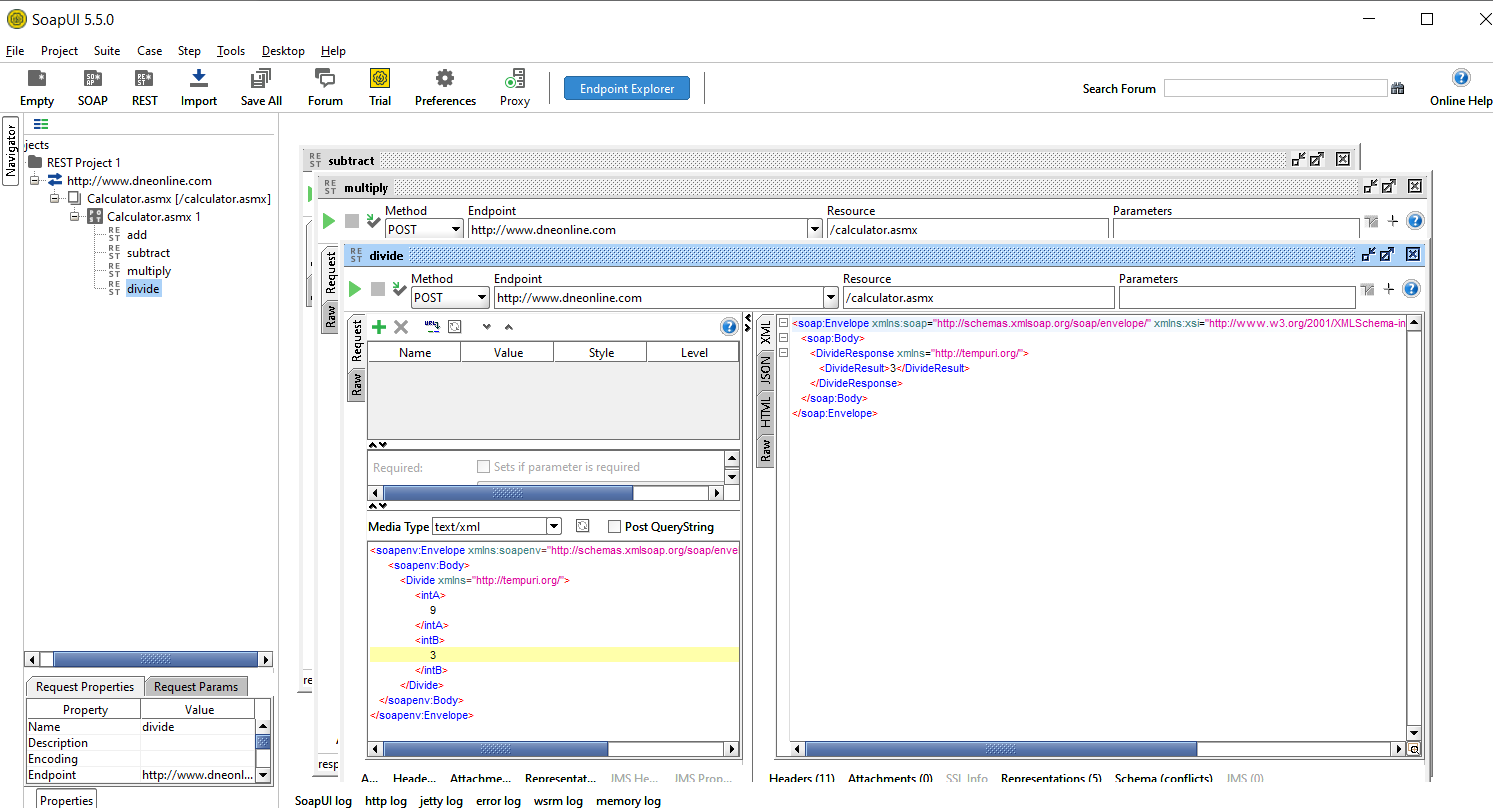 SoapUI 5.5.0
File Project Suite Case Step Tools Desktop Help
Empty SOAP REST Import Save All Forum Trial Preferences Proxy Endpoint Explorer Search Forum Online Help
Navigator
jects
REST Project 1
http://www.dneonline.com
Calculator.asmx [/calculator.asmx]
Calculator.asmx 1
REST add
REST subtract
REST multiply
REST divide
Request Properties Request Params
Property Value
Name divide
Description
Encoding
Endpoint http://www.dneonl...
Properties
REST subtract
re
REST multiply
Method Endpoint Resource Parameters
POST http://www.dneonline.com /calculator.asmx
Request
Raw
resp
REST divide
Method Endpoint Resource Parameters
POST http://www.dneonline.com /calculator.asmx
Request
Raw
Name Value Style Level
Required: Sets if parameter is required
Media Type text/xml Post QueryString
<soapenv:Envelope xmlns:soapenv="http://schemas.xmlsoap.org/soap/enve
<soapenv:Body>
<Divide xmlns="http://tempuri.org/">
<intA>
9
</intA>
<intB>
3
</intB>
</Divide>
</soapenv:Body>
</soapenv:Envelope>
A... Heade... Attachme... Representat... JMS He... JMS Prop...
XML
JSON
HTML
Raw
<soap:Envelope xmlns:soap="http://schemas.xmlsoap.org/soap/envelope/" xmlns:xsi="http://www.w3.org/2001/XMLSchema-in
<soap:Body>
<DivideResponse xmlns="http://tempuri.org/">
<DivideResult>3</DivideResult>
</DivideResponse>
</soap:Body>
</soap:Envelope>
Headers (11) Attachments (0) SSL Info Representations (5) Schema (conflicts) JMS (0)
SoapUI log http log jetty log error log wsrm log memory log